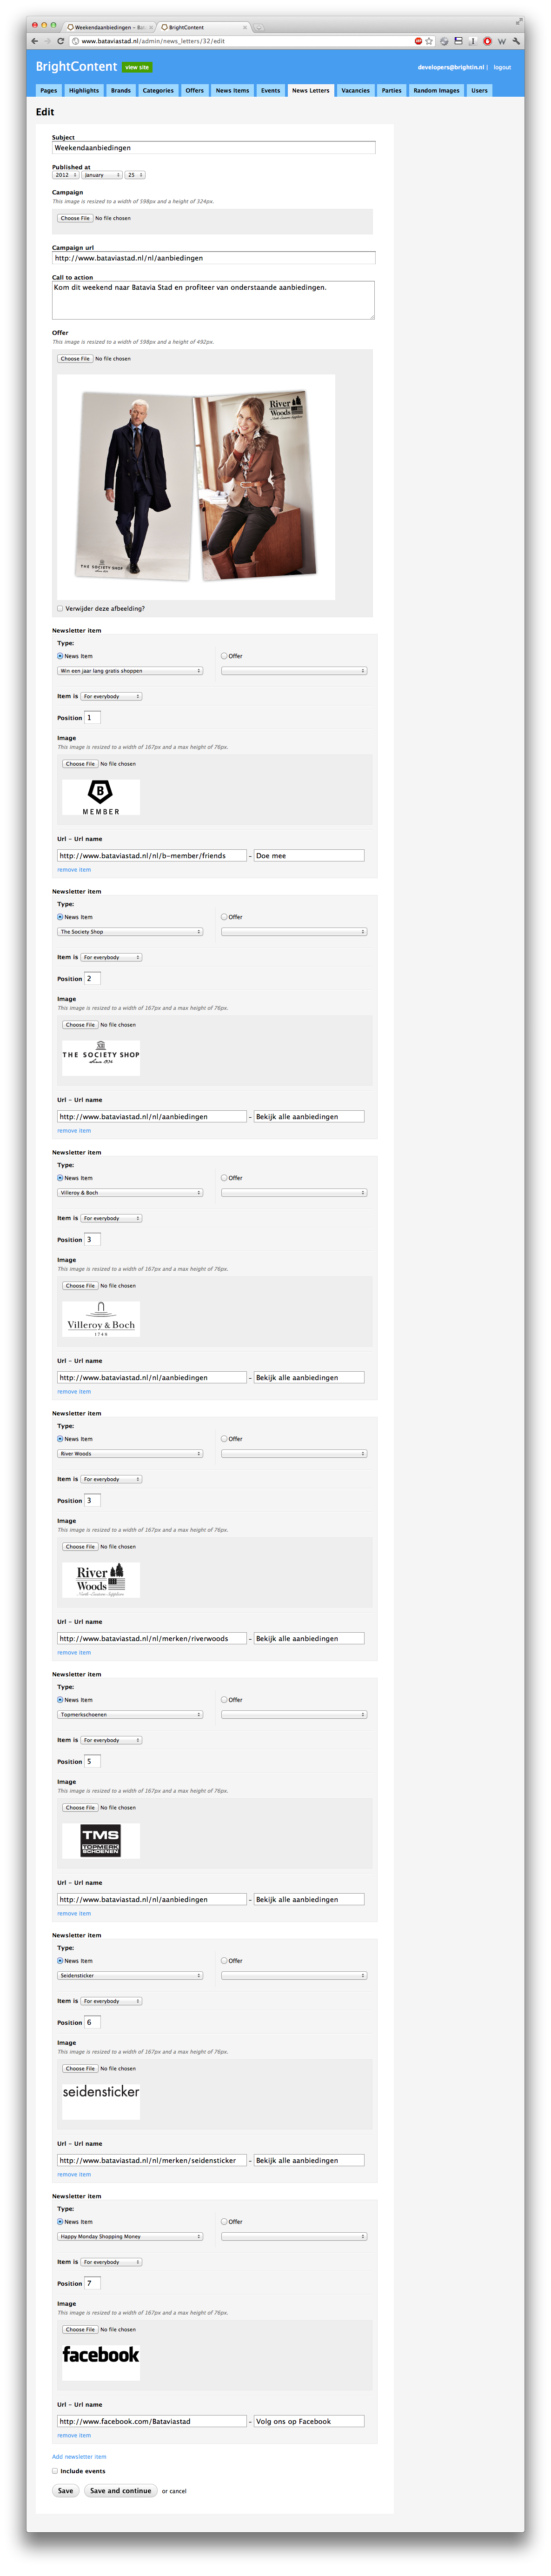 Weekendaanbiedingen – Bat
BrightContent
www.bataviastad.nl/admin/news_letters/32/edit
BrightContent view site
developers@brightin.nl | logout
Pages Highlights Brands Categories Offers News Items Events News Letters Vacancies Parties Random Images Users
Edit
Subject
Weekendaanbiedingen
Published at
2012 January 25
Campaign
This image is resized to a width of 598px and a height of 324px.
Choose File No file chosen
Campaign url
http://www.bataviastad.nl/nl/aanbiedingen
Call to action
Kom dit weekend naar Batavia Stad en profiteer van onderstaande aanbiedingen.
Offer
This image is resized to a width of 598px and a height of 492px.
Choose File No file chosen
River
Woods
North Eastern Suppliers
THE SOCIETY SHOP
Verwijder deze afbeelding?
Newsletter item
Type:
News Item Offer
Win een jaar lang gratis shoppen
Item is For everybody
Position 1
Image
This image is resized to a width of 167px and a max height of 76px.
Choose File No file chosen
B
MEMBER
Url – Url name
http://www.bataviastad.nl/nl/b-member/friends – Doe mee
remove item
Newsletter item
Type:
News Item Offer
The Society Shop
Item is For everybody
Position 2
Image
This image is resized to a width of 167px and a max height of 76px.
Choose File No file chosen
THE SOCIETY SHOP
Url – Url name
http://www.bataviastad.nl/nl/aanbiedingen – Bekijk alle aanbiedingen
remove item
Newsletter item
Type:
News Item Offer
Villeroy & Boch
Item is For everybody
Position 3
Image
This image is resized to a width of 167px and a max height of 76px.
Choose File No file chosen
Villeroy & Boch
1748
Url – Url name
http://www.bataviastad.nl/nl/aanbiedingen – Bekijk alle aanbiedingen
remove item
Newsletter item
Type:
News Item Offer
River Woods
Item is For everybody
Position 3
Image
This image is resized to a width of 167px and a max height of 76px.
Choose File No file chosen
River
Woods
North Eastern Suppliers
Url – Url name
http://www.bataviastad.nl/nl/merken/riverwoods – Bekijk alle aanbiedingen
remove item
Newsletter item
Type:
News Item Offer
Topmerkschoenen
Item is For everybody
Position 5
Image
This image is resized to a width of 167px and a max height of 76px.
Choose File No file chosen
TMS
TOPMERK
SCHOENEN
Url – Url name
http://www.bataviastad.nl/nl/aanbiedingen – Bekijk alle aanbiedingen
remove item
Newsletter item
Type:
News Item Offer
Seidensticker
Item is For everybody
Position 6
Image
This image is resized to a width of 167px and a max height of 76px.
Choose File No file chosen
seidensticker
Url – Url name
http://www.bataviastad.nl/nl/merken/seidensticker – Bekijk alle aanbiedingen
remove item
Newsletter item
Type:
News Item Offer
Happy Monday Shopping Money
Item is For everybody
Position 7
Image
This image is resized to a width of 167px and a max height of 76px.
Choose File No file chosen
facebook
Url – Url name
http://www.facebook.com/Bataviastad – Volg ons op Facebook
remove item
Add newsletter item
Include events
Save Save and continue or cancel